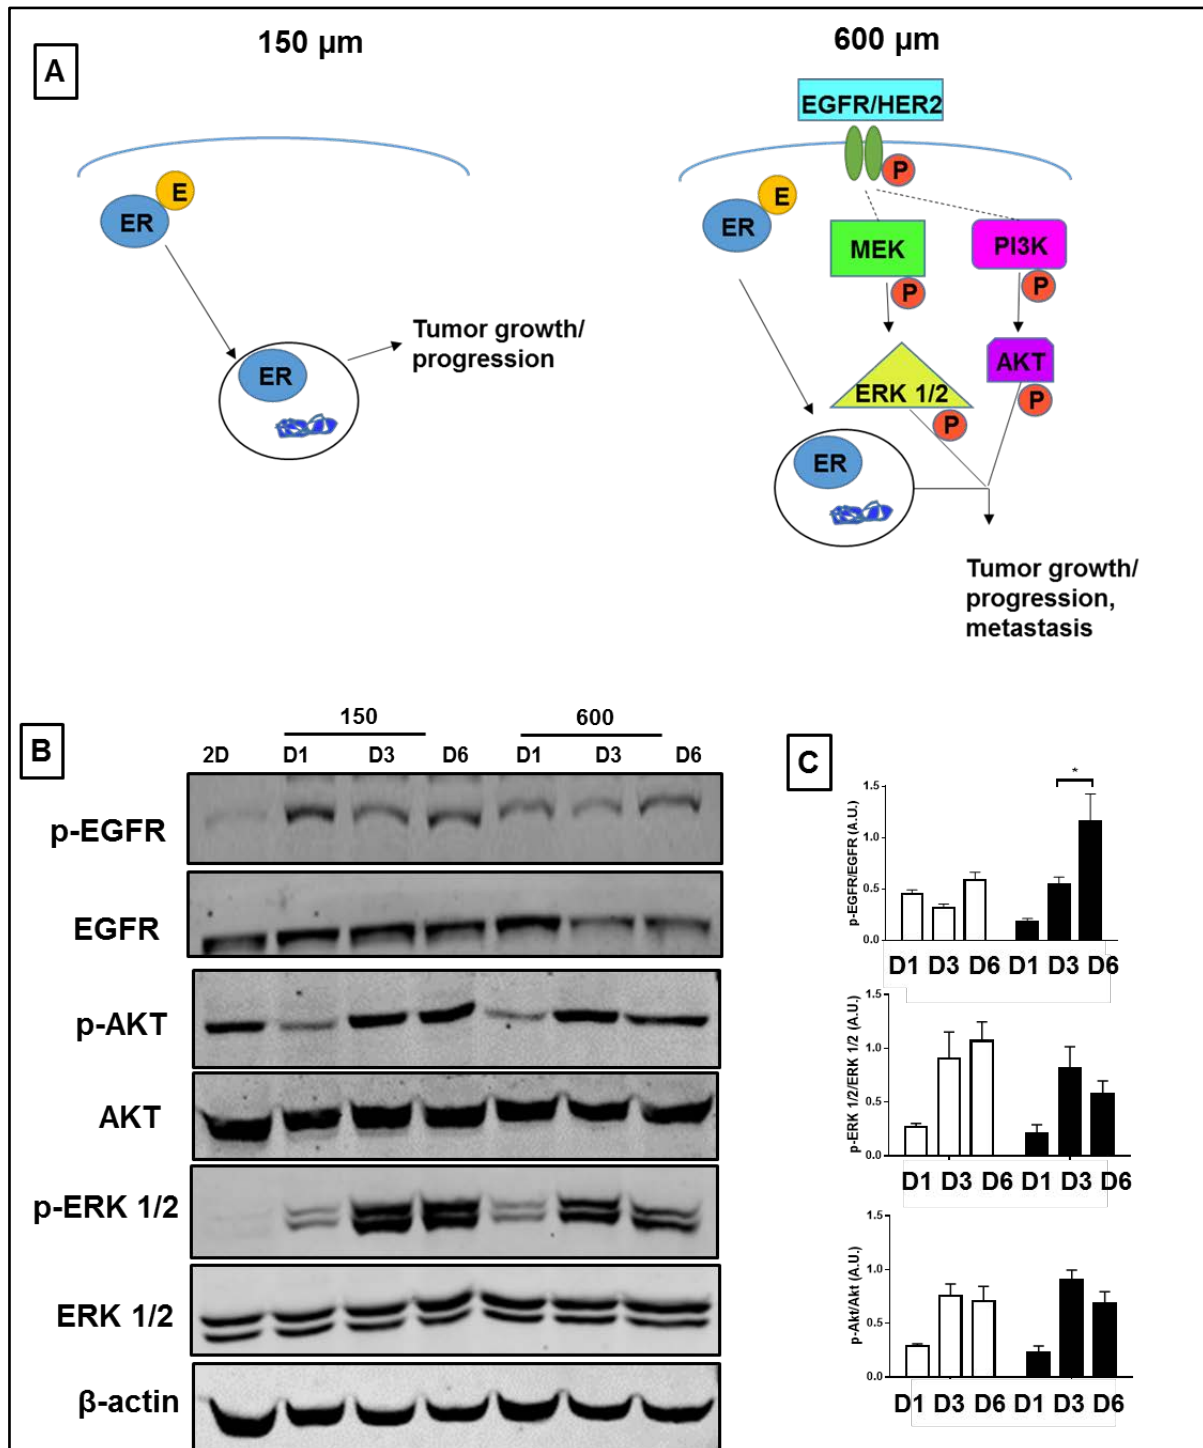 150 µm
600 µm
A
EGFR/HER2
P
E
ER
E
ER
MEK
PI3K
P
P
Tumor growth/
progression
ER
ERK 1/2
AKT
P
P
ER
Tumor growth/
progression,
metastasis
B
150
600
2D D1 D3 D6 D1 D3 D6
p-EGFR
EGFR
p-AKT
AKT
p-ERK 1/2
ERK 1/2
β-actin
C
p-EGFR/EGFR (A.U.)
1.5
1.0
0.5
0.0
*
D1 D3 D6 D1 D3 D6
p-ERK 1/2/ERK 1/2 (A.U.)
1.5
1.0
0.5
0.0
D1 D3 D6 D1 D3 D6
p-Akt/Akt (A.U.)
1.5
1.0
0.5
0.0
D1 D3 D6 D1 D3 D6